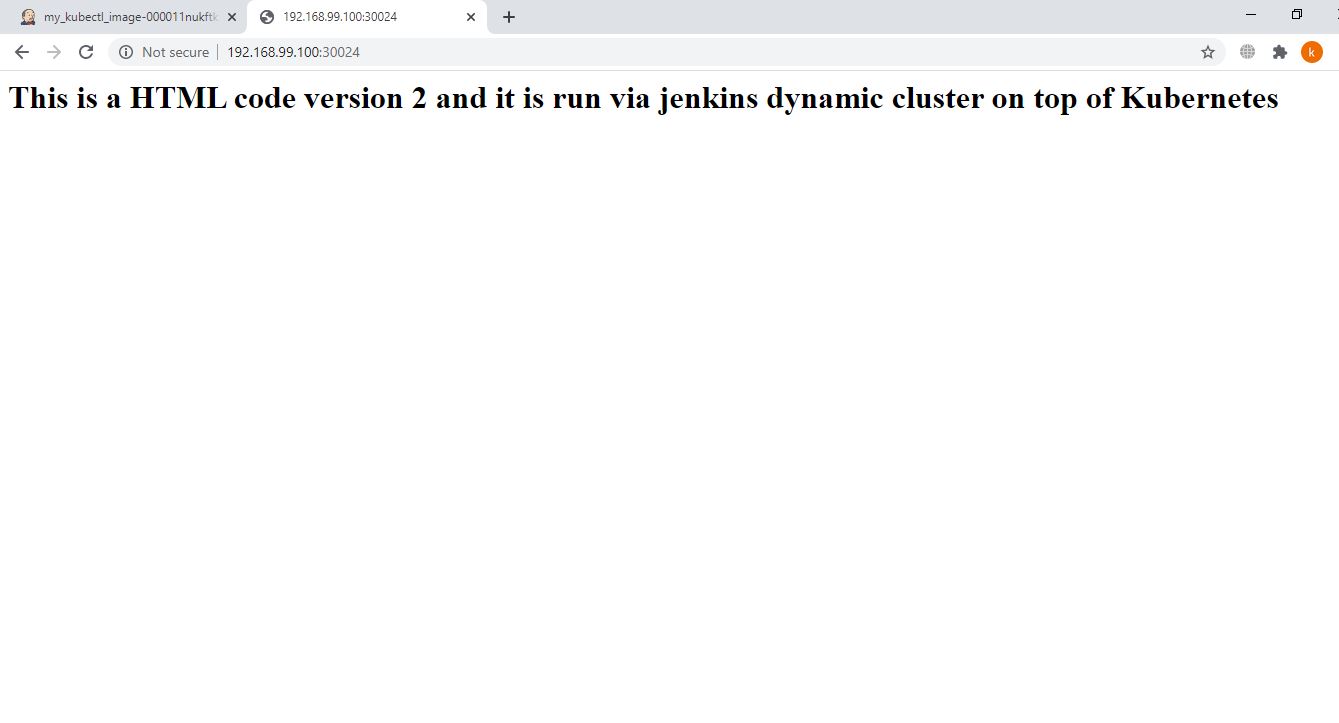 my_kubectl_image-000011nukftk
192.168.99.100:30024
Not secure
192.168.99.100:30024
k
This is a HTML code version 2 and it is run via jenkins dynamic cluster on top of Kubernetes